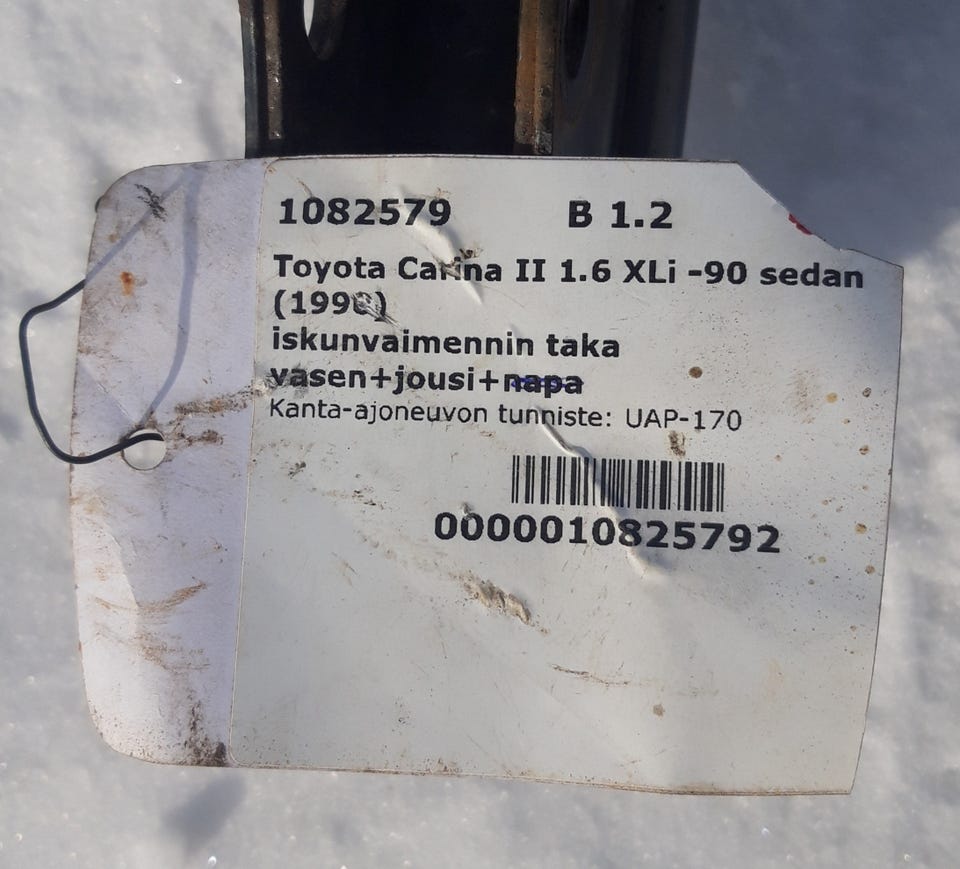 1082579 B 1.2
Toyota Carina II 1.6 XLi -90 sedan
(1990)
iskunvaimennin taka
vasen+jousi+napa
Kanta-ajoneuvon tunniste: UAP-170
0000010825792